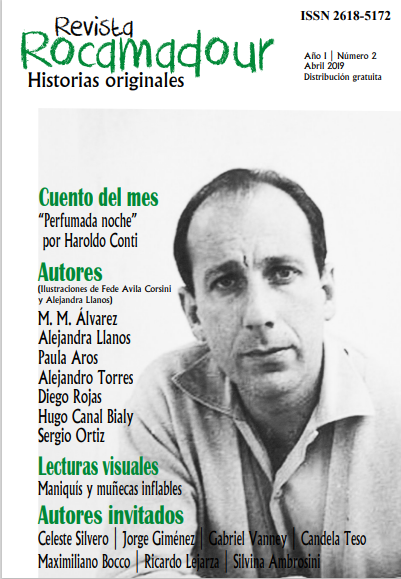 ISSN 2618-5172
Revista
Rocamadour
Historias originales
Año I | Número 2
Abril 2019
Distribución gratuita
Cuento del mes
“Perfumada noche”
por Haroldo Conti
Autores
(Ilustraciones de Fede Avila Corsini
y Alejandra Llanos)
M. M. Álvarez
Alejandra Llanos
Paula Aros
Alejandro Torres
Diego Rojas
Hugo Canal Bialy
Sergio Ortiz
Lecturas visuales
Maniquís y muñecas inflables
Autores invitados
Celeste Silvero | Jorge Giménez | Gabriel Vanney | Candela Teso
Maximiliano Bocco | Ricardo Lejarza | Silvina Ambrosini